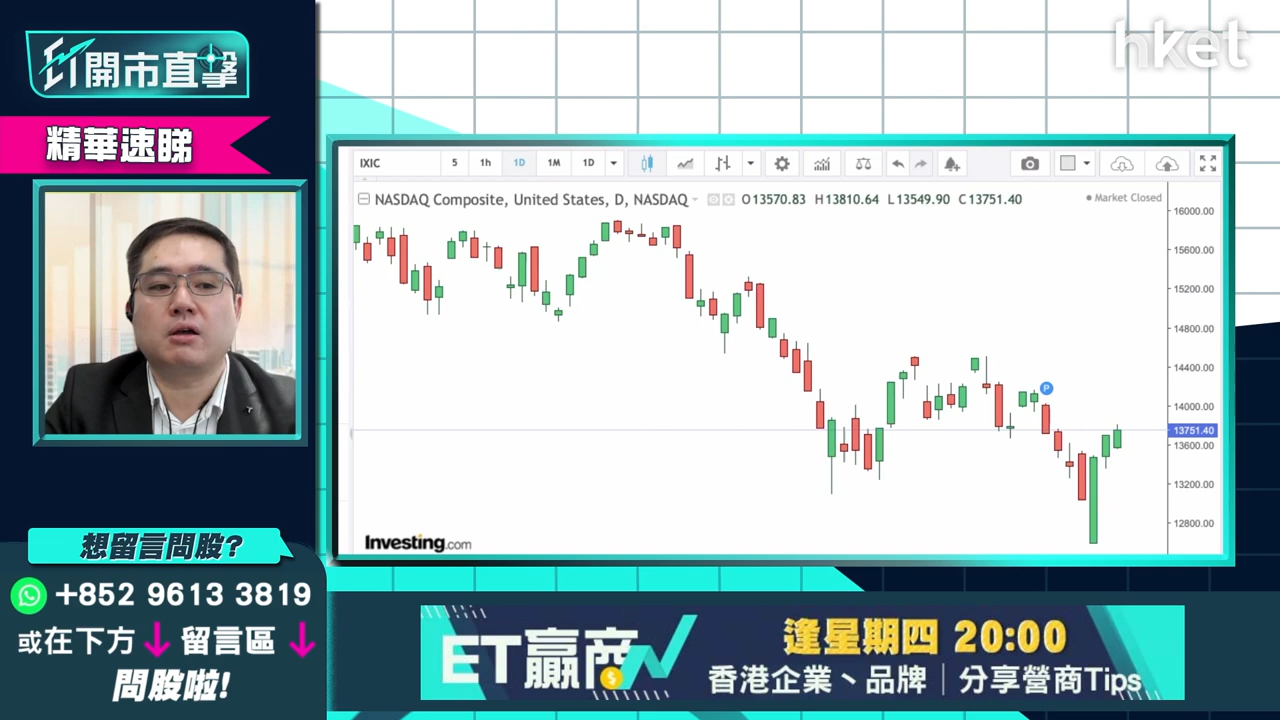 hket
ET開市直擊
精華速睇
IXIC 5 1h 1D 1M 1D
NASDAQ Composite, United States, D, NASDAQ O13570.83 H13810.64 L13549.90 C13751.40
Market Closed
16000.00
15600.00
15200.00
14800.00
14400.00
14000.00
13751.40
13600.00
13200.00
12800.00
P
Investing.com
想留言問股?
+852 9613 3819
或在下方↓留言區↓
問股啦!
ET贏商
$
逢星期四 20:00
香港企業、品牌｜分享營商Tips